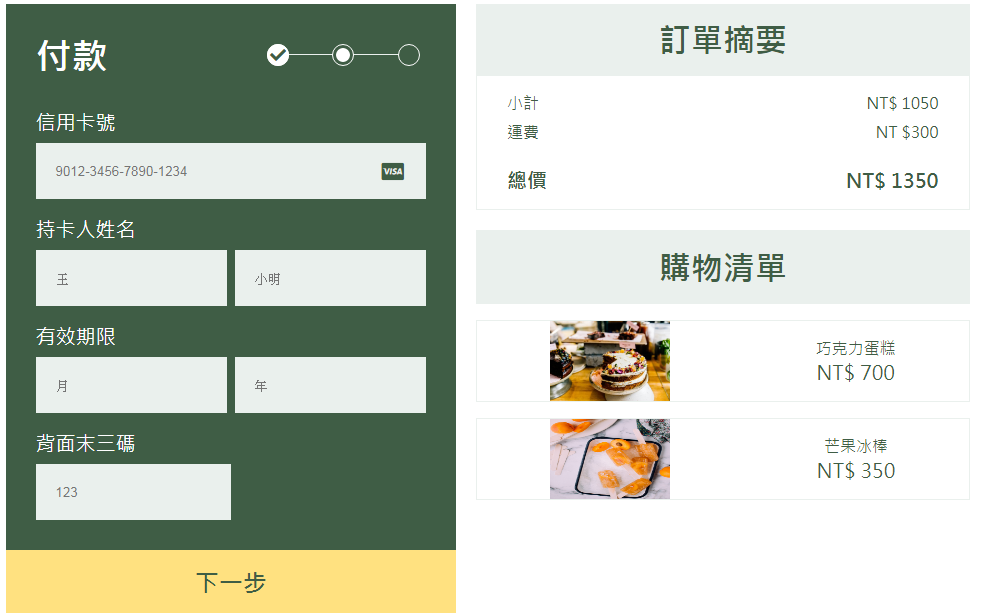 付款
信用卡號
9012-3456-7890-1234
VISA
持卡人姓名
王
小明
有效期限
月
年
背面末三碼
123
下一步
訂單摘要
小計 NT$ 1050
運費 NT $300
總價 NT$ 1350
購物清單
巧克力蛋糕
NT$ 700
芒果冰棒
NT$ 350